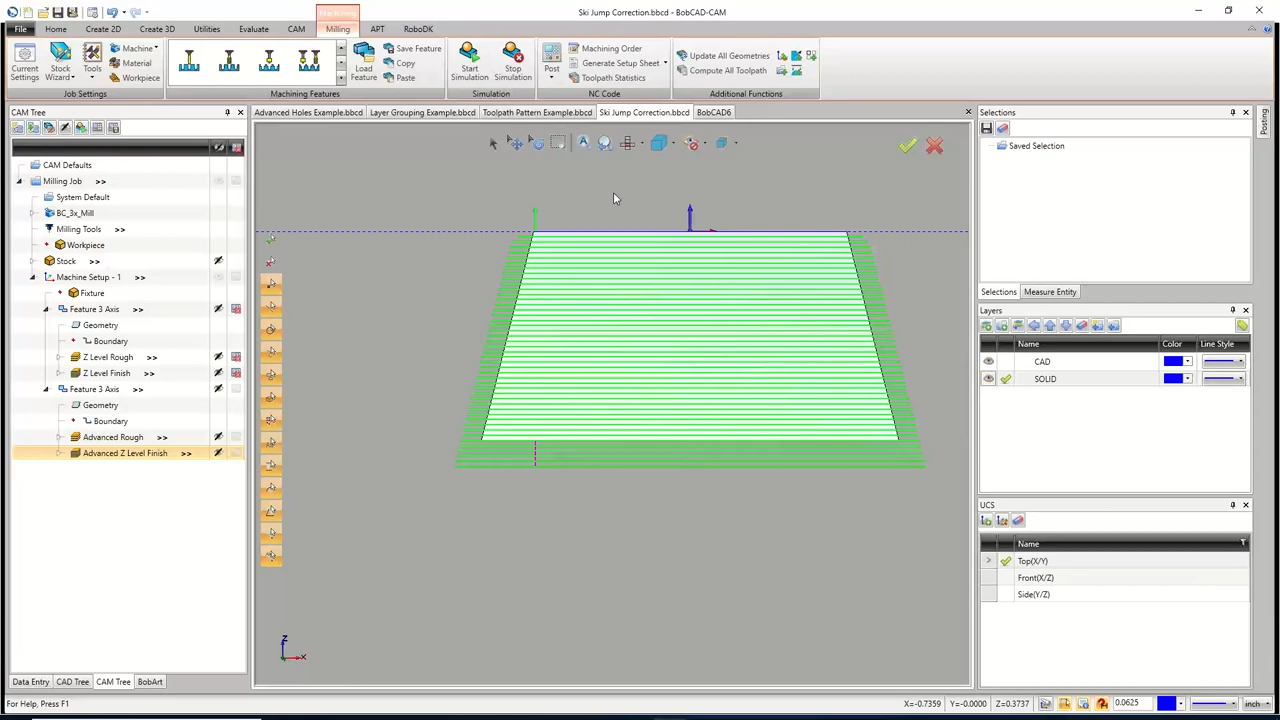 Ski Jump Correction.bbcd - BobCAD-CAM
Machining
File Home Create 2D Create 3D Utilities Evaluate CAM Milling APT RoboDK
Current Settings
Stock Wizard
Tools
Machine
Material
Workpiece
Job Settings
Machining Features
Load Feature
Save Feature
Copy
Paste
Start Simulation
Stop Simulation
Simulation
Post
Machining Order
Generate Setup Sheet
Toolpath Statistics
NC Code
Update All Geometries
Compute All Toolpath
Additional Functions
CAM Tree
Advanced Holes Example.bbcd Layer Grouping Example.bbcd Toolpath Pattern Example.bbcd Ski Jump Correction.bbcd BobCAD6
CAM Defaults
Milling Job >>
System Default
BC_3x_Mill
Milling Tools >>
Workpiece
Stock >>
Machine Setup - 1 >>
Fixture
Feature 3 Axis >>
Geometry
Boundary
Z Level Rough >>
Z Level Finish >>
Feature 3 Axis >>
Geometry
Boundary
Advanced Rough >>
Advanced Z Level Finish >>
Z
X
Selections
Saved Selection
Selections Measure Entity
Posting
Layers
Name Color Line Style
CAD
SOLID
UCS
Name
> Top(X/Y)
Front(X/Z)
Side(Y/Z)
Data Entry CAD Tree CAM Tree BobArt
For Help, Press F1
X=-0.7359 Y=-0.0000 Z=0.3737 0.0625 inch